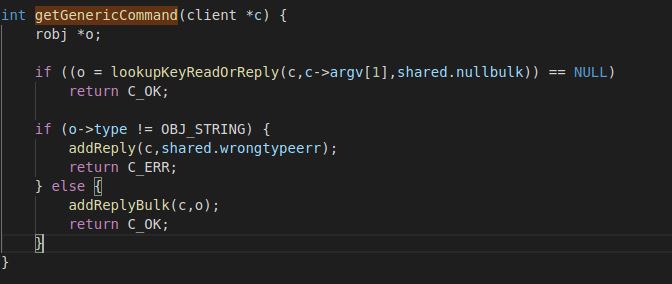 int getGenericCommand(client *c) {
    robj *o;

    if ((o = lookupKeyReadOrReply(c,c->argv[1],shared.nullbulk)) == NULL)
        return C_OK;

    if (o->type != OBJ_STRING) {
        addReply(c,shared.wrongtypeerr);
        return C_ERR;
    } else {
        addReplyBulk(c,o);
        return C_OK;
    }
}